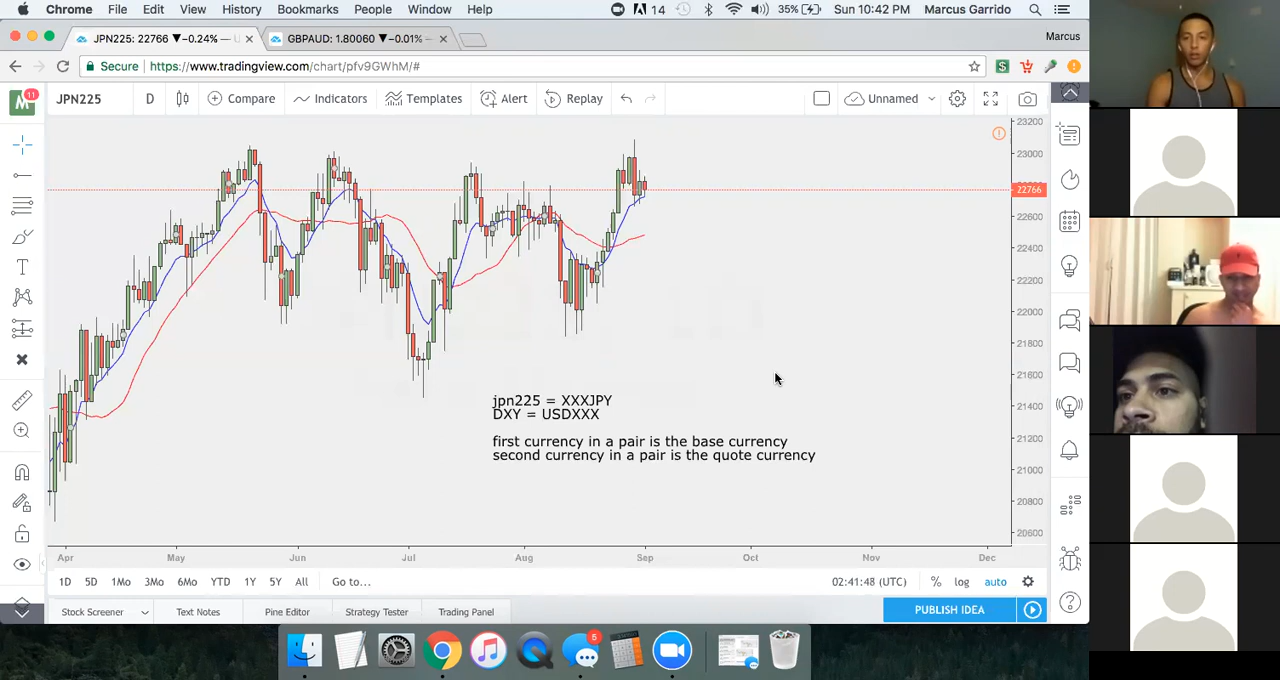 Chrome File Edit View History Bookmarks People Window Help 14 35% Sun 10:42 PM Marcus Garrido
JPN225: 22766 ▼−0.24% — U
GBPAUD: 1.80060 ▼−0.01%
Marcus
Secure https://www.tradingview.com/chart/pfv9GWhM/#
M 11 JPN225 D Compare Indicators Templates Alert Replay Unnamed
23200
23000
22766
22600
22400
22200
22000
21800
21600
21400
21200
21000
20800
20600
jpn225 = XXXJPY
DXY = USDXXX
first currency in a pair is the base currency
second currency in a pair is the quote currency
Apr May Jun Jul Aug Sep Oct Nov Dec
1D 5D 1Mo 3Mo 6Mo YTD 1Y 5Y All Go to... 02:41:48 (UTC) % log auto
Stock Screener Text Notes Pine Editor Strategy Tester Trading Panel PUBLISH IDEA
5